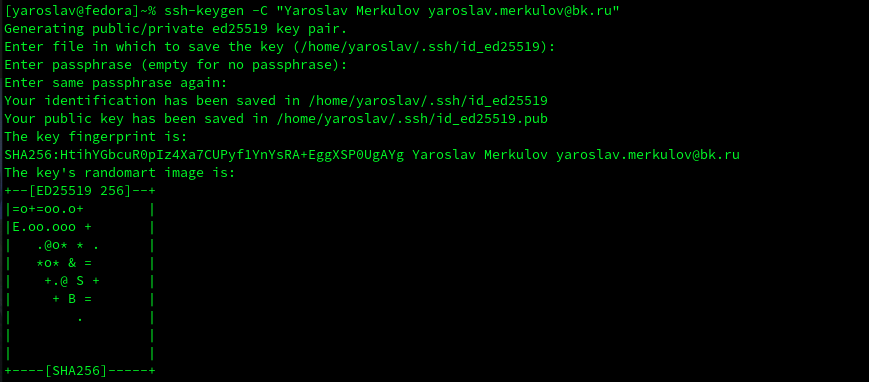 [yaroslav@fedora]~% ssh-keygen -C "Yaroslav Merkulov yaroslav.merkulov@bk.ru"
Generating public/private ed25519 key pair.
Enter file in which to save the key (/home/yaroslav/.ssh/id_ed25519):
Enter passphrase (empty for no passphrase):
Enter same passphrase again:
Your identification has been saved in /home/yaroslav/.ssh/id_ed25519
Your public key has been saved in /home/yaroslav/.ssh/id_ed25519.pub
The key fingerprint is:
SHA256:HtihYGbcuR0pIz4Xa7CUPyf1YnYsRA+EggXSP0UgAYg Yaroslav Merkulov yaroslav.merkulov@bk.ru
The key's randomart image is:
+--[ED25519 256]--+
|=o+=oo.o+        |
|E.oo.ooo +       |
|   .@o* * .      |
|   *o* & =       |
|    +.@ S +      |
|     + B =       |
|        .        |
|                 |
|                 |
+----[SHA256]-----+